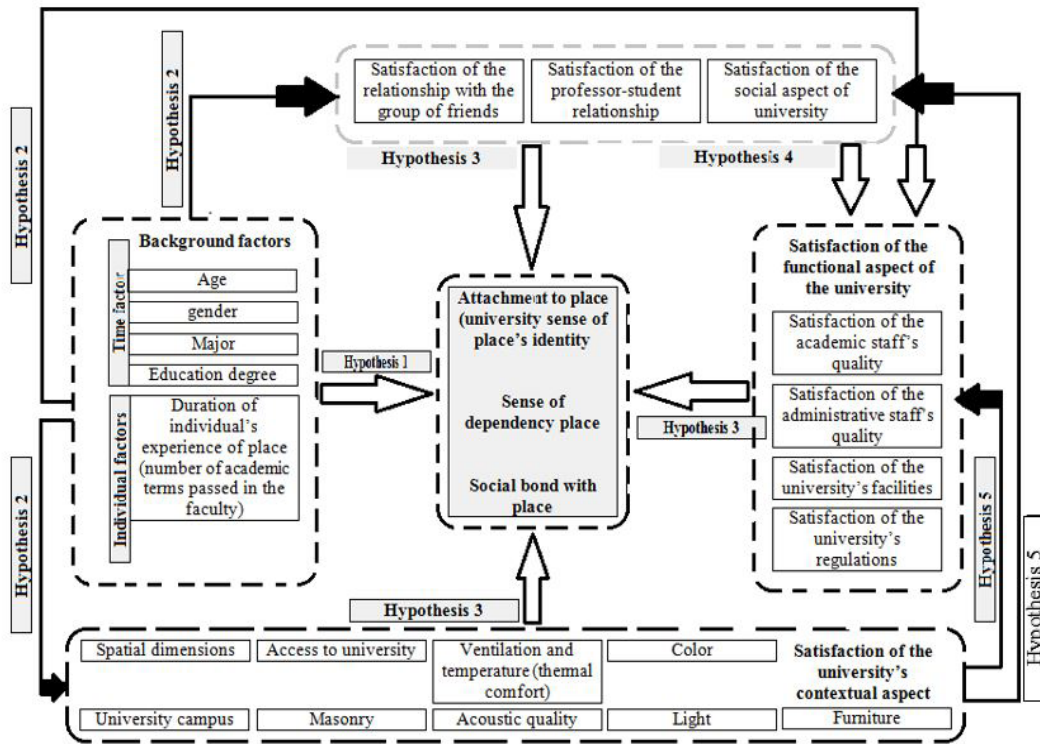 Hypothesis 2
Hypothesis 2
Satisfaction of the
relationship with the
group of friends
Satisfaction of the
professor-student
relationship
Satisfaction of the
social aspect of
university
Hypothesis 3
Hypothesis 4
Background factors
Time factor
Age
gender
Major
Education degree
Individual factors
Duration of
individual's
experience of place
(number of academic
terms passed in the
faculty)
Hypothesis 1
Attachment to place
(university sense of
place's identity
Sense of
dependency place
Social bond with
place
Hypothesis 3
Satisfaction of the
functional aspect of
the university
Satisfaction of the
academic staff's
quality
Satisfaction of the
administrative staff's
quality
Satisfaction of the
university's facilities
Satisfaction of the
university's
regulations
Hypothesis 2
Hypothesis 5
Hypothesis 5
Hypothesis 3
Spatial dimensions
Access to university
Ventilation and
temperature (thermal
comfort)
Color
Satisfaction of the
university's
contextual aspect
University campus
Masonry
Acoustic quality
Light
Furniture